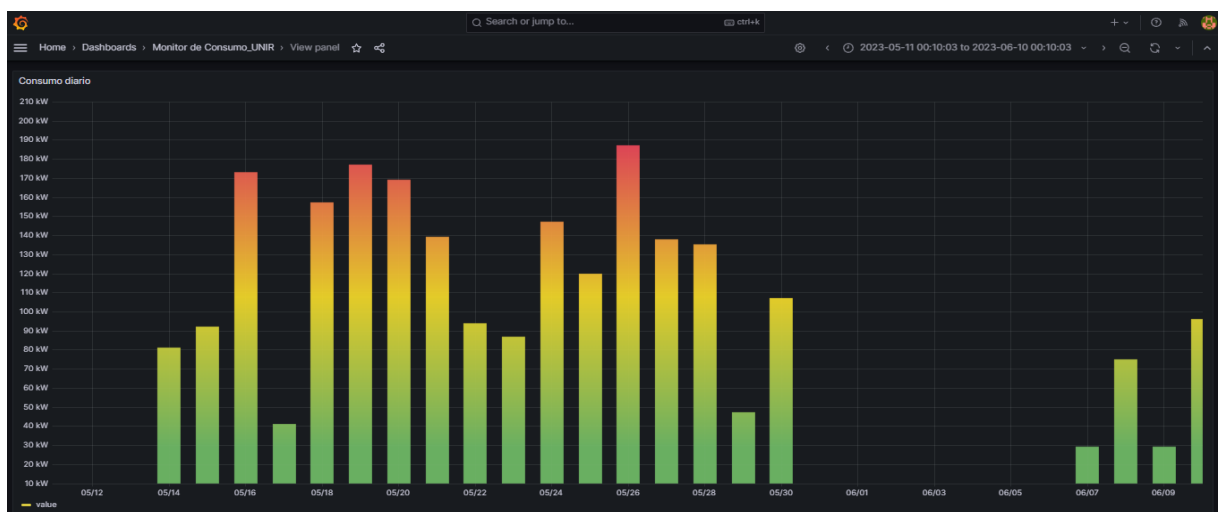 Search or jump to... ctrl+k
Home › Dashboards › Monitor de Consumo_UNIR › View panel 2023-05-11 00:10:03 to 2023-06-10 00:10:03
Consumo diario
210 kW
200 kW
190 kW
180 kW
170 kW
160 kW
150 kW
140 kW
130 kW
120 kW
110 kW
100 kW
90 kW
80 kW
70 kW
60 kW
50 kW
40 kW
30 kW
20 kW
10 kW
05/12 05/14 05/16 05/18 05/20 05/22 05/24 05/26 05/28 05/30 06/01 06/03 06/05 06/07 06/09
value